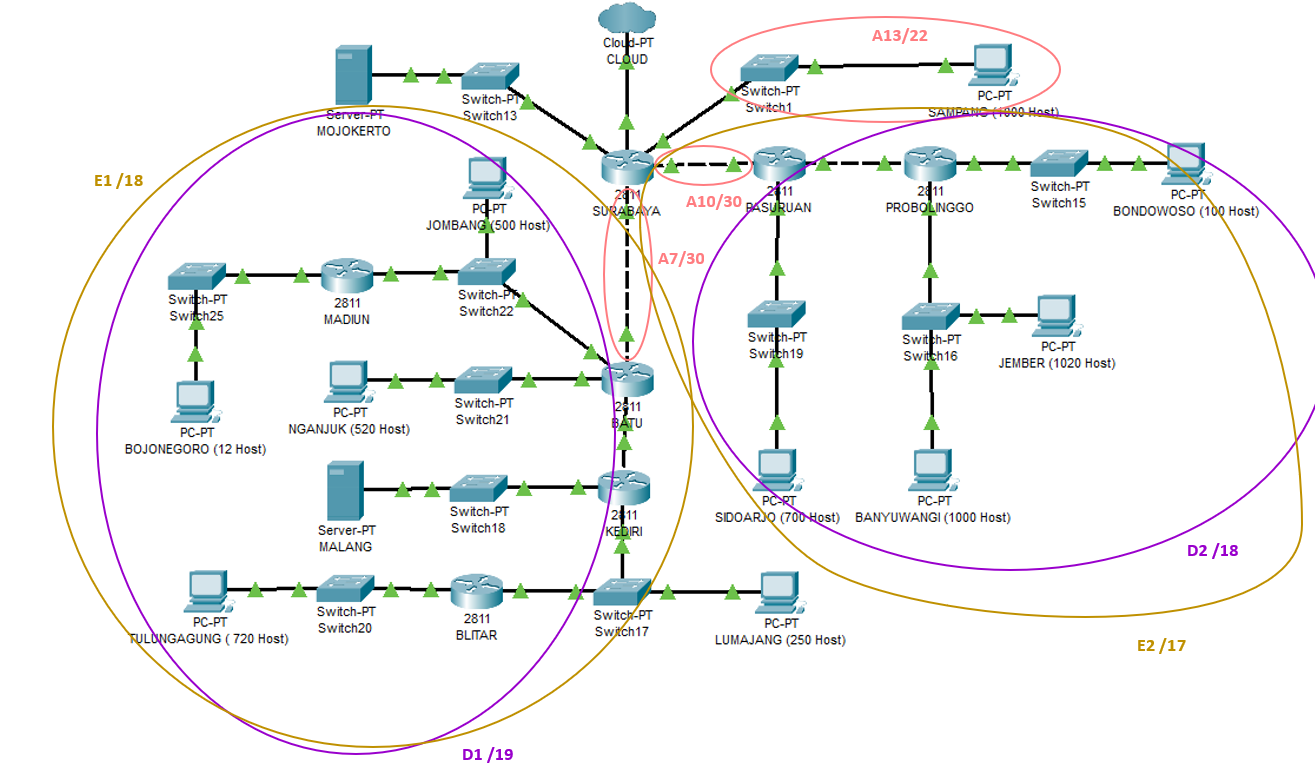 Cloud-PT
CLOUD
A13/22
Server-PT
MOJOKERTO
Switch-PT
Switch13
Switch-PT
Switch1
PC-PT
SAMPANG (1000 Host)
E1 /18
PC-PT
JOMBANG (500 Host)
2811
SURABAYA
A10/30
2811
PASURUAN
2811
PROBOLINGGO
Switch-PT
Switch15
PC-PT
BONDOWOSO (100 Host)
A7/30
Switch-PT
Switch25
2811
MADIUN
Switch-PT
Switch22
Switch-PT
Switch19
Switch-PT
Switch16
PC-PT
JEMBER (1020 Host)
PC-PT
BOJONEGORO (12 Host)
PC-PT
NGANJUK (520 Host)
Switch-PT
Switch21
2811
BATU
Server-PT
MALANG
Switch-PT
Switch18
2811
KEDIRI
PC-PT
SIDOARJO (700 Host)
PC-PT
BANYUWANGI (1000 Host)
D2 /18
PC-PT
TULUNGAGUNG ( 720 Host)
Switch-PT
Switch20
2811
BLITAR
Switch-PT
Switch17
PC-PT
LUMAJANG (250 Host)
E2 /17
D1 /19